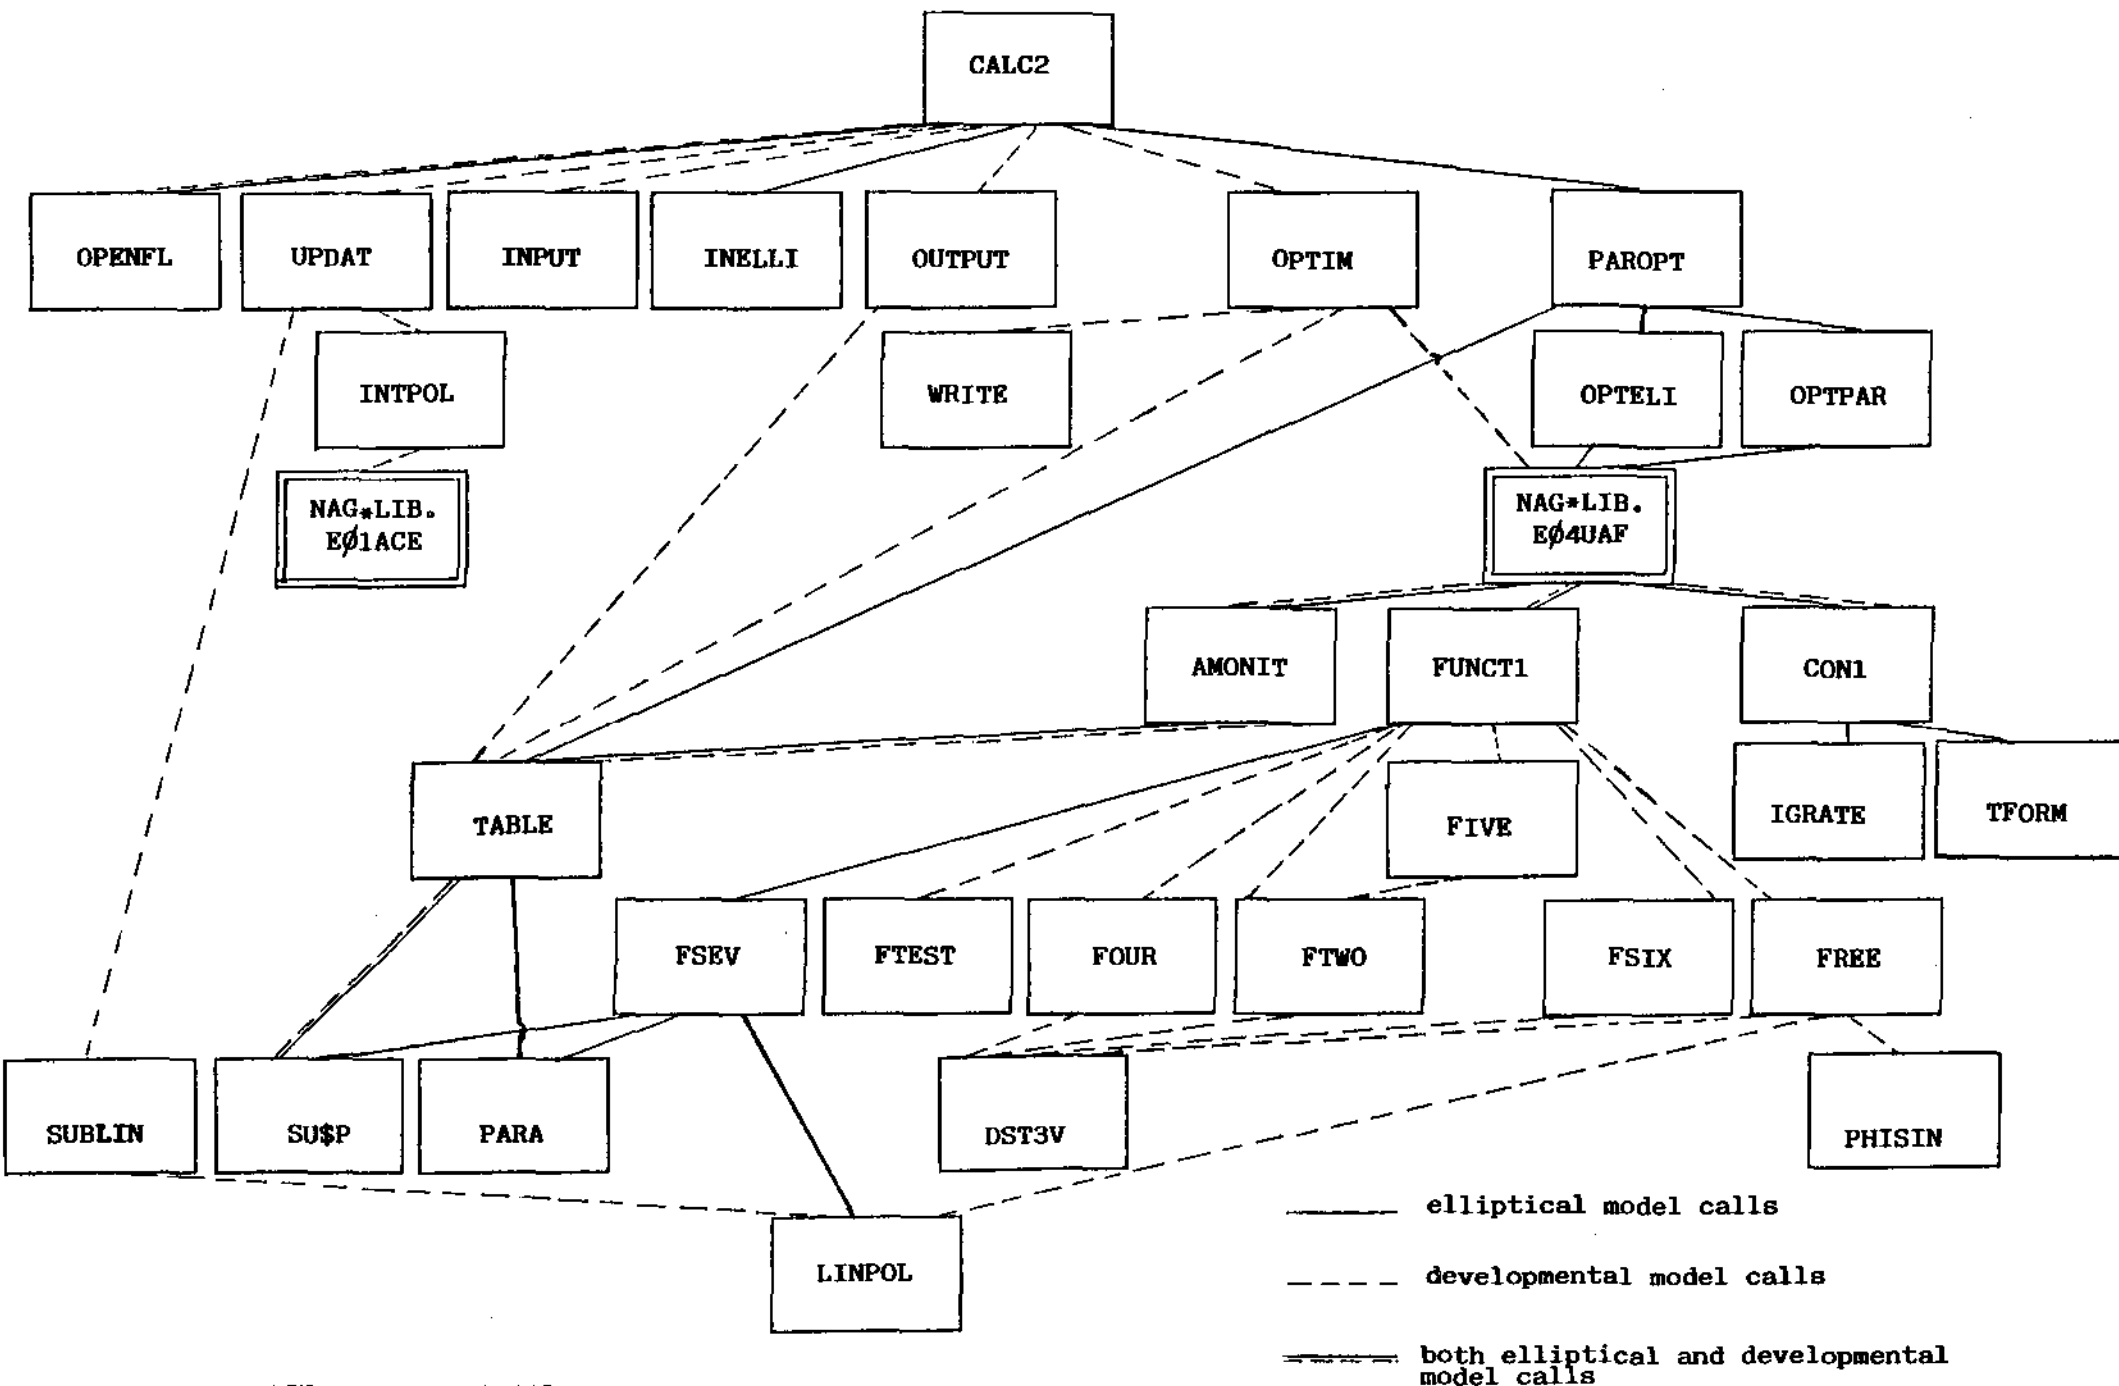 CALC2
OPENFL
UPDAT
INPUT
INELLI
OUTPUT
OPTIM
PAROPT
INTPOL
WRITE
OPTELI
OPTPAR
NAG*LIB.
EØ1ACE
NAG*LIB.
EØ4UAF
AMONIT
FUNCT1
CON1
TABLE
FIVE
IGRATE
TFORM
FSEV
FTEST
FOUR
FTWO
FSIX
FREE
SUBLIN
SU$P
PARA
DST3V
PHISIN
LINPOL
elliptical model calls
developmental model calls
both elliptical and developmental
model calls